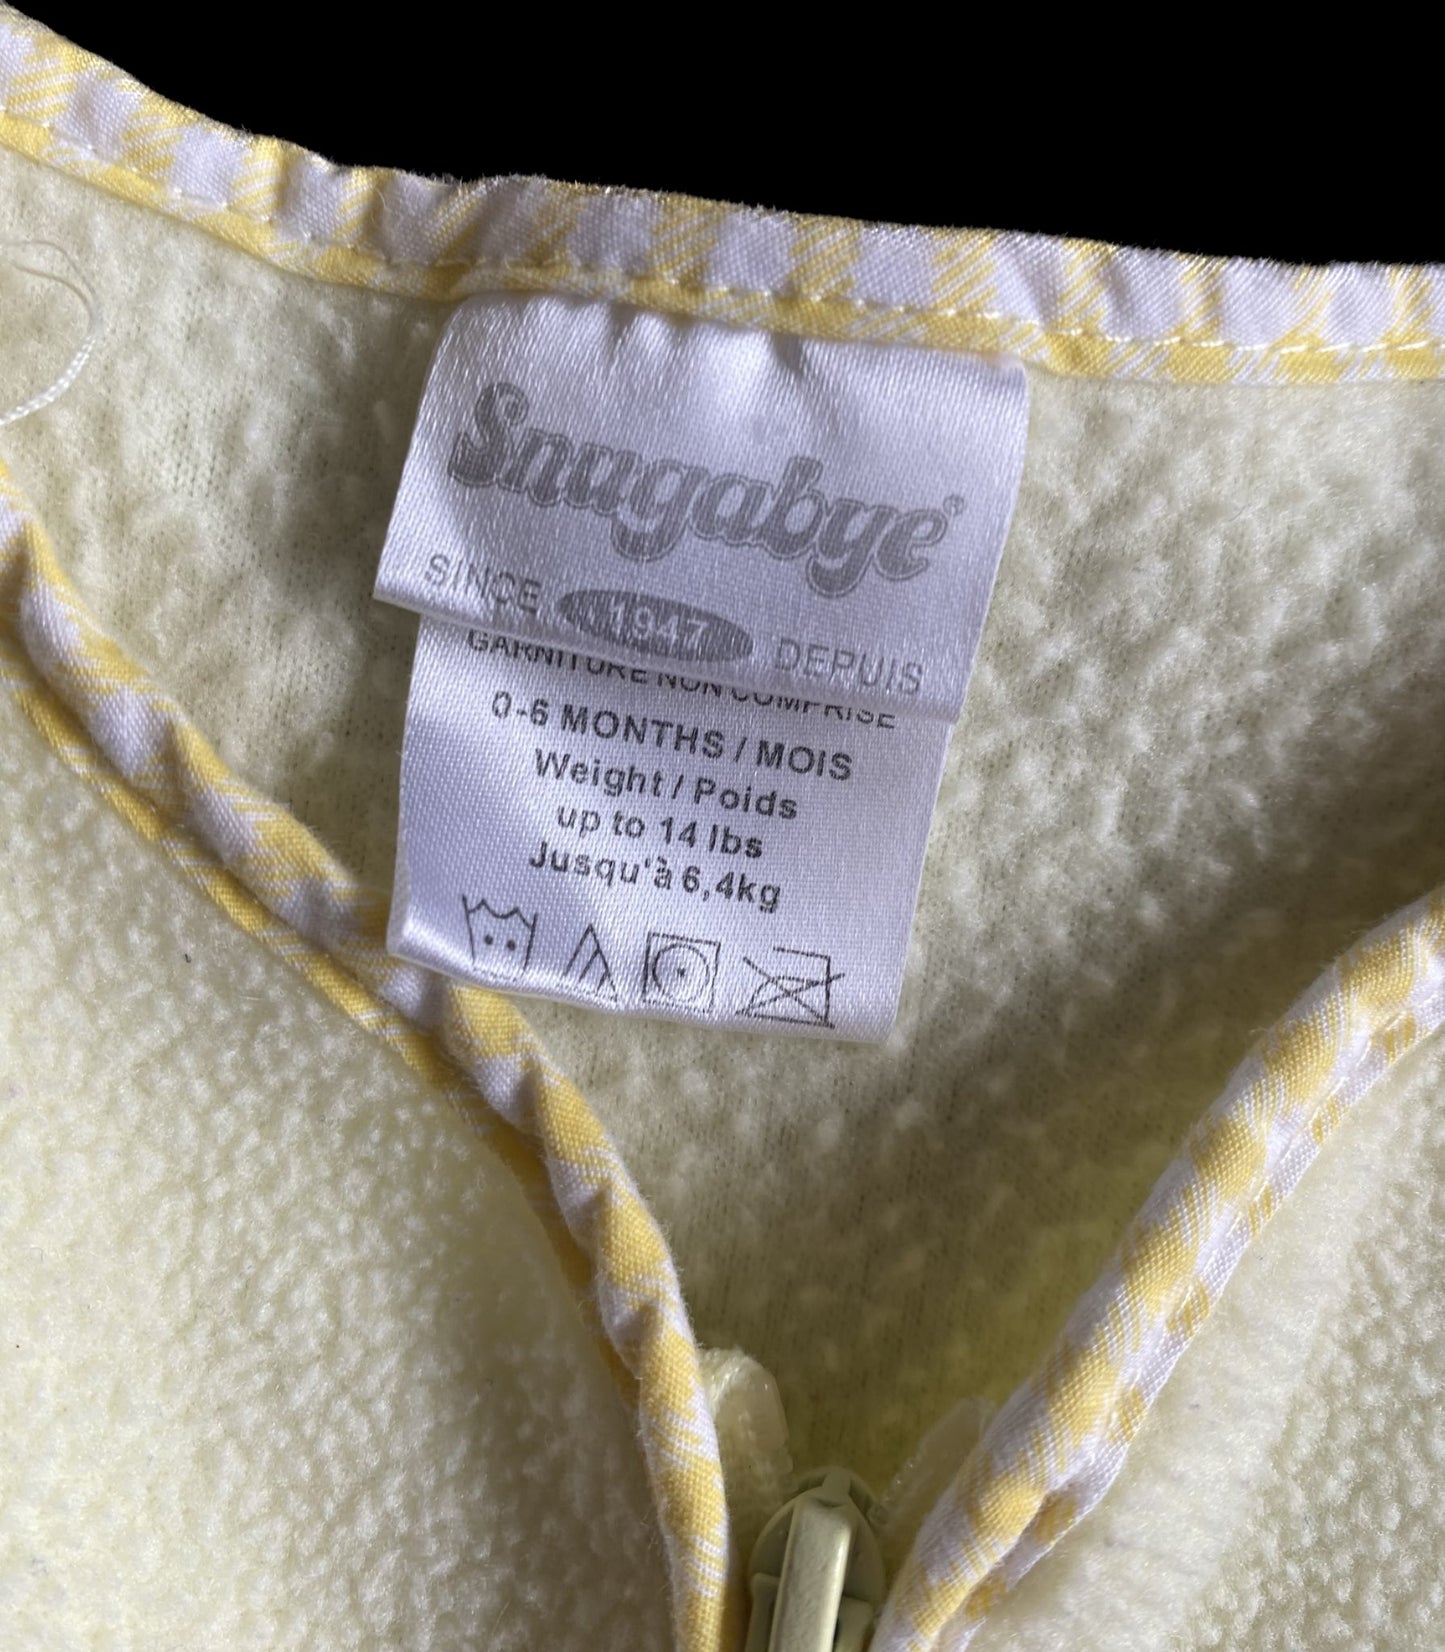 Snugabye®
SINCE 1947 DEPUIS
GARNITURE NON COMPRISE
0-6 MONTHS / MOIS
Weight / Poids
up to 14 lbs
Jusqu'à 6,4kg